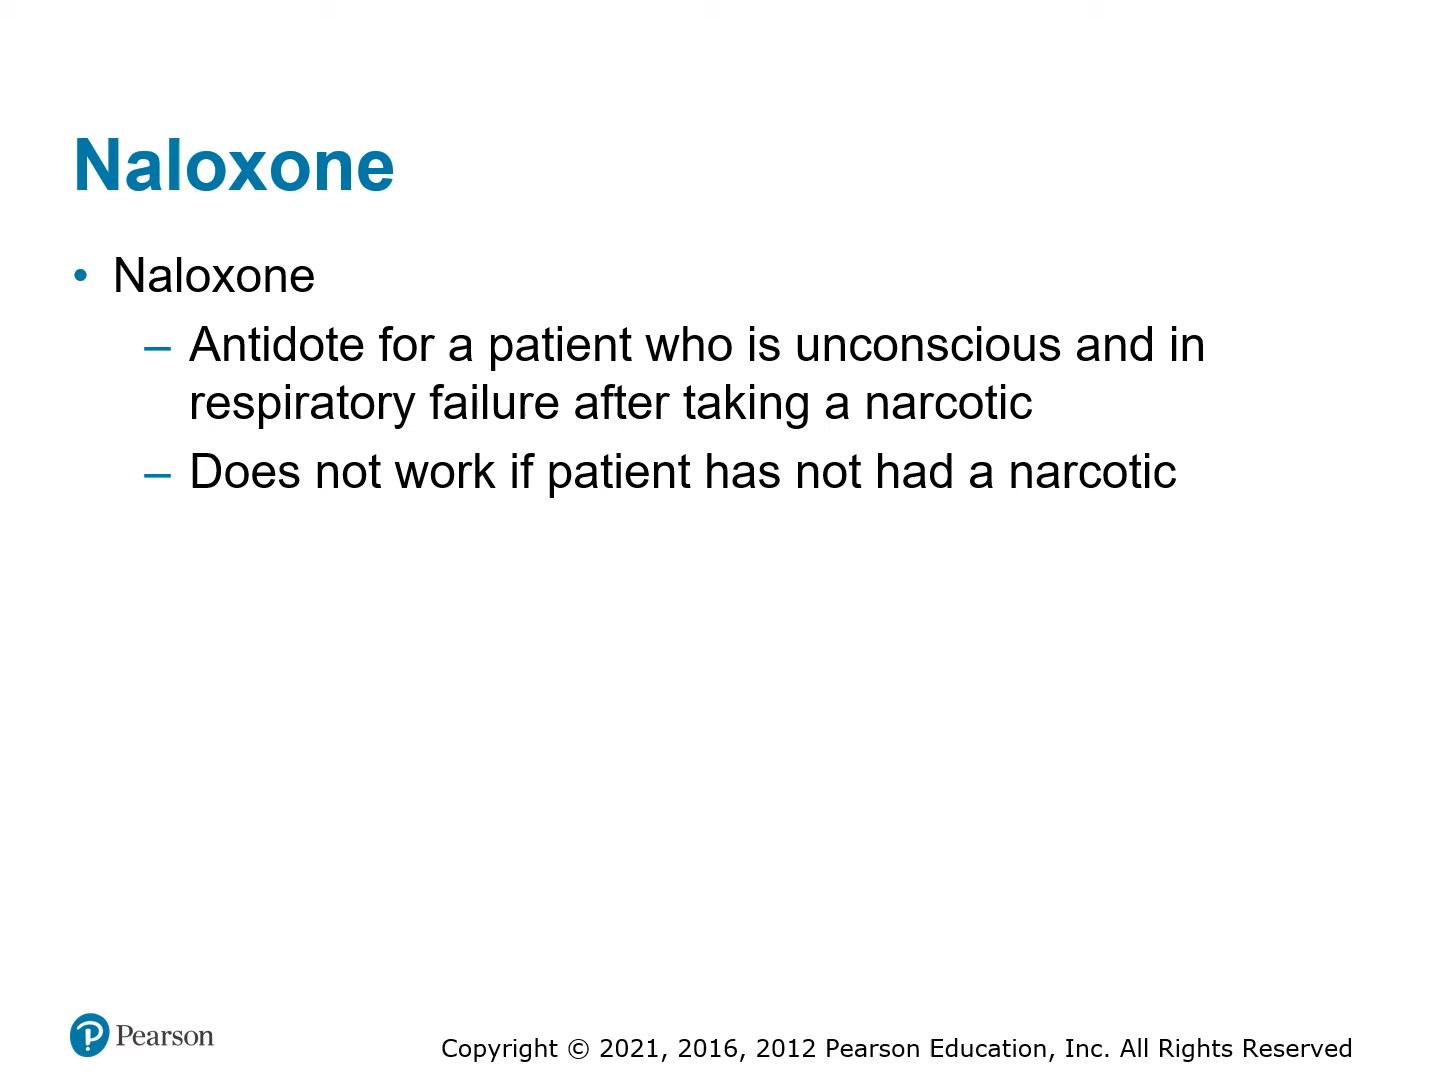 Naloxone
• Naloxone
– Antidote for a patient who is unconscious and in
respiratory failure after taking a narcotic
– Does not work if patient has not had a narcotic
Pearson
Copyright © 2021, 2016, 2012 Pearson Education, Inc. All Rights Reserved